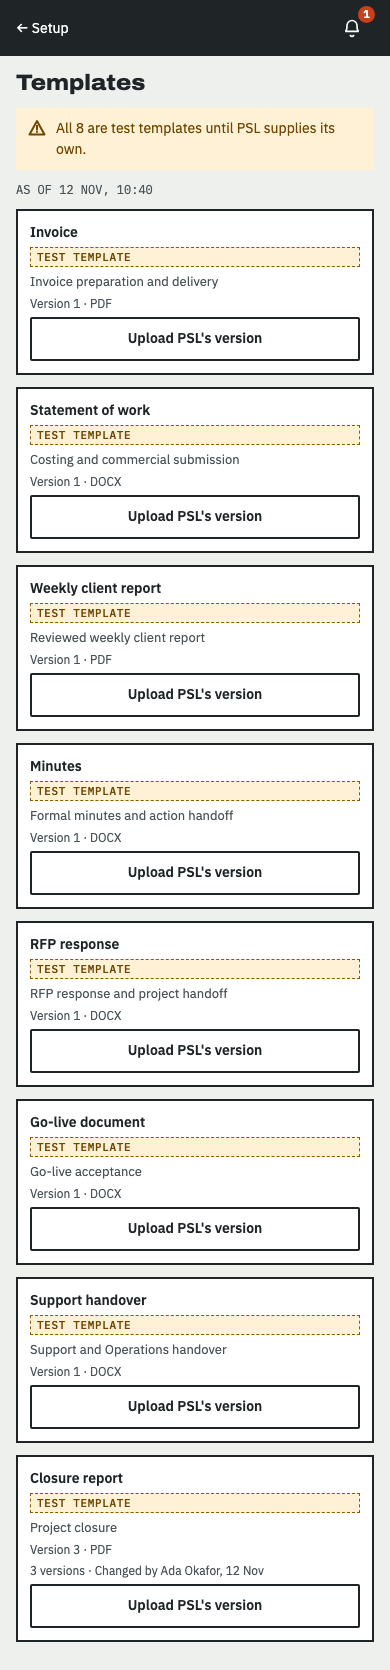 ← Setup
1
Templates
All 8 are test templates until PSL supplies its
own.
AS OF 12 NOV, 10:40
Invoice
TEST TEMPLATE
Invoice preparation and delivery
Version 1 · PDF
Upload PSL's version
Statement of work
TEST TEMPLATE
Costing and commercial submission
Version 1 · DOCX
Upload PSL's version
Weekly client report
TEST TEMPLATE
Reviewed weekly client report
Version 1 · PDF
Upload PSL's version
Minutes
TEST TEMPLATE
Formal minutes and action handoff
Version 1 · DOCX
Upload PSL's version
RFP response
TEST TEMPLATE
RFP response and project handoff
Version 1 · DOCX
Upload PSL's version
Go-live document
TEST TEMPLATE
Go-live acceptance
Version 1 · DOCX
Upload PSL's version
Support handover
TEST TEMPLATE
Support and Operations handover
Version 1 · DOCX
Upload PSL's version
Closure report
TEST TEMPLATE
Project closure
Version 3 · PDF
3 versions · Changed by Ada Okafor, 12 Nov
Upload PSL's version